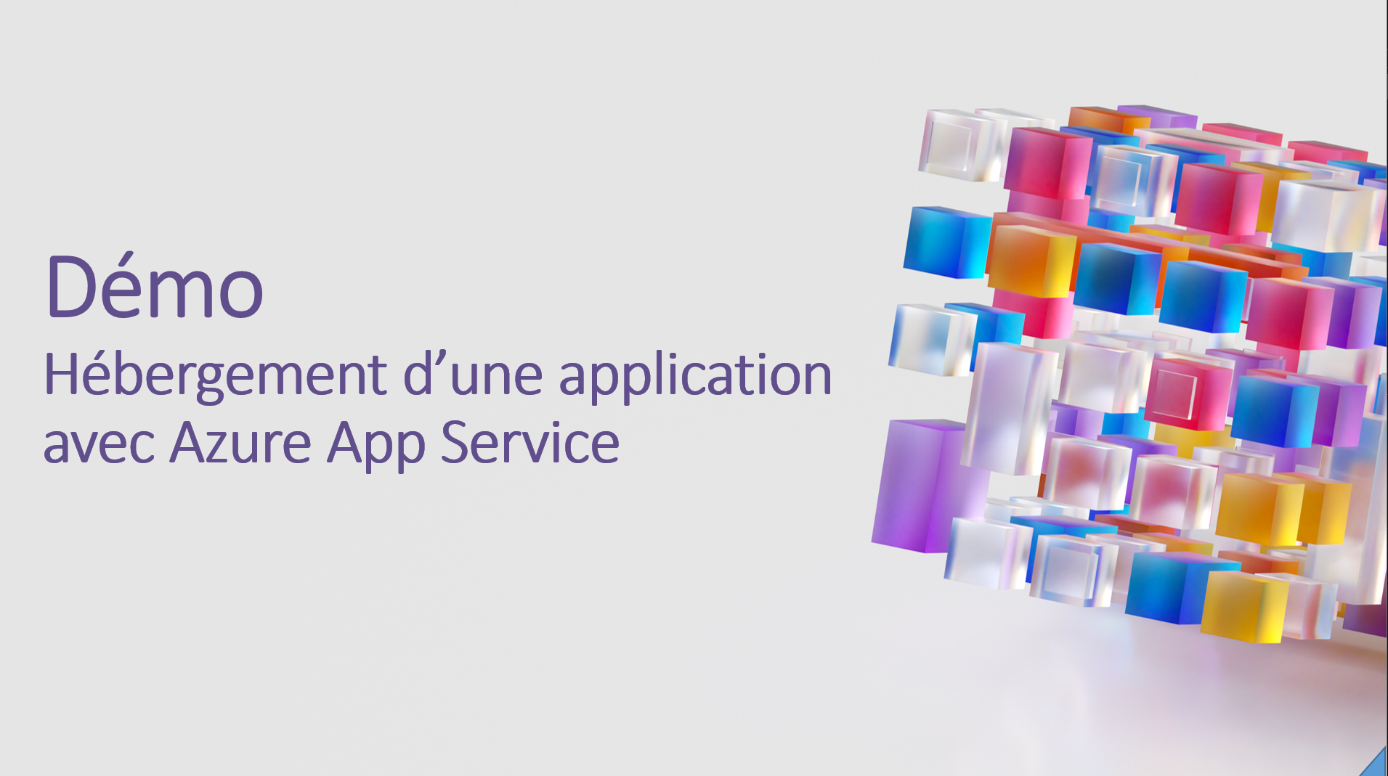 Démo
Hébergement d’une application
avec Azure App Service